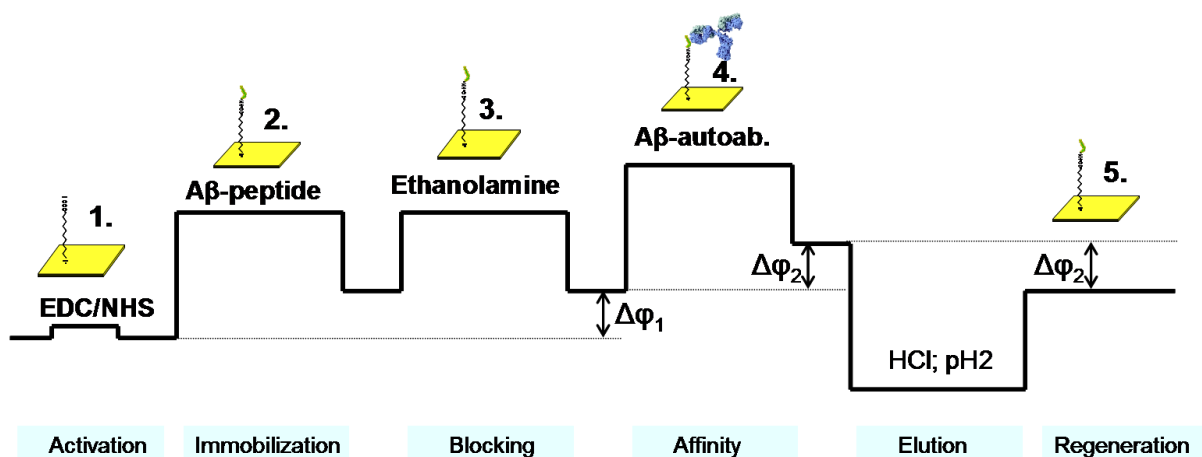 1.
EDC/NHS
2.
Aβ-peptide
3.
Ethanolamine
4.
Aβ-autoab.
5.
Δφ1
Δφ2
Δφ2
HCl; pH2
Activation
Immobilization
Blocking
Affinity
Elution
Regeneration